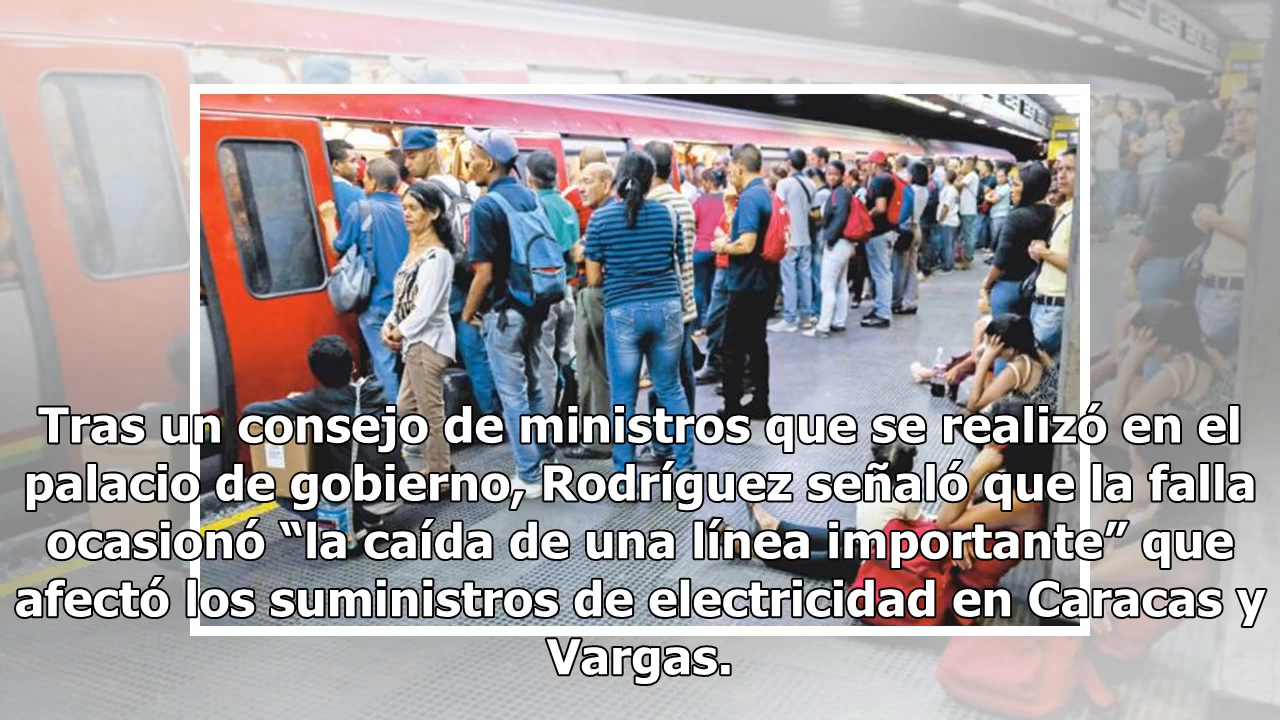 Tras un consejo de ministros que se realizó en el
palacio de gobierno, Rodríguez señaló que la falla
ocasionó “la caída de una línea importante” que
afectó los suministros de electricidad en Caracas y
Vargas.